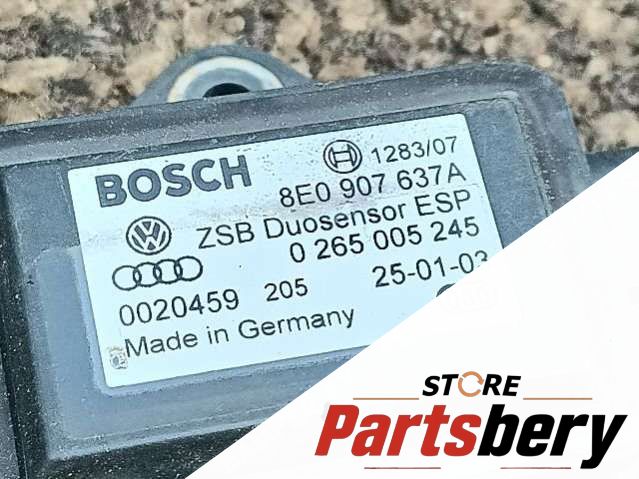 BOSCH
1283/07
8E0 907 637A
ZSB Duosensor ESP
0 265 005 245
0020459 205 25-01-03
Made in Germany
STORE
Partsbery